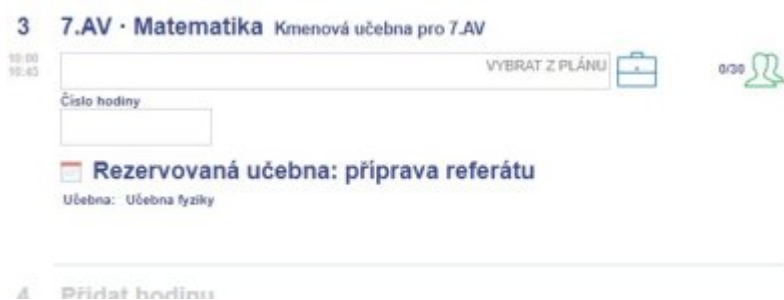 3 7.AV · Matematika Kmenová učebna pro 7.AV
10:00
10:45
VYBRAT Z PLÁNU
0/30
Číslo hodiny
Rezervovaná učebna: příprava referátu
Učebna: Učebna fyziky
4 Přidat hodinu